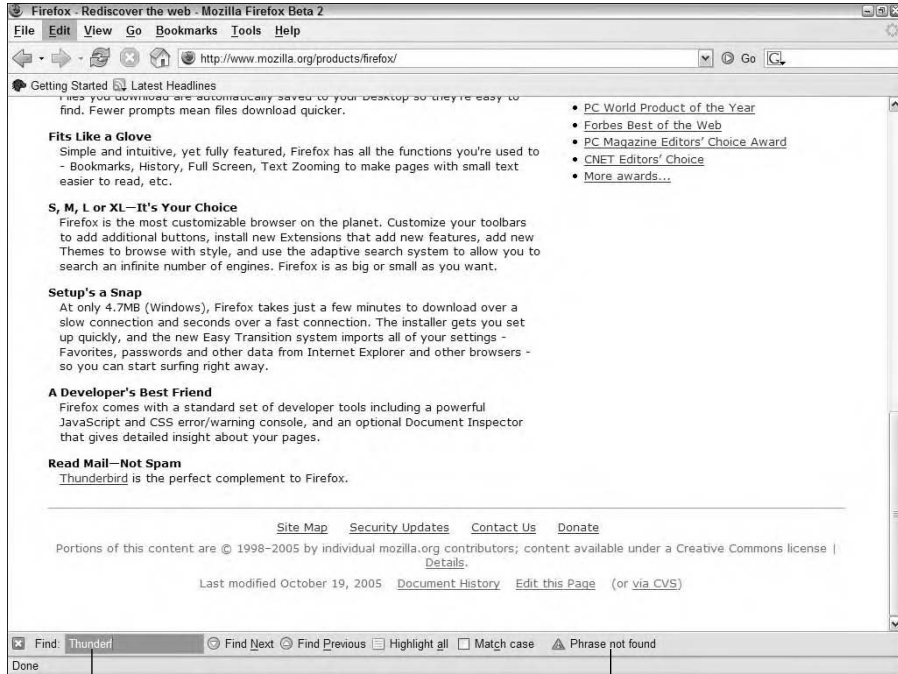 Firefox - Rediscover the web - Mozilla Firefox Beta 2
File Edit View Go Bookmarks Tools Help
http://www.mozilla.org/products/firefox/ Go G
Getting Started Latest Headlines
Files you download are automatically saved to your Desktop so they're easy to
find. Fewer prompts mean files download quicker.
Fits Like a Glove
Simple and intuitive, yet fully featured, Firefox has all the functions you're used to
- Bookmarks, History, Full Screen, Text Zooming to make pages with small text
easier to read, etc.
S, M, L or XL—It's Your Choice
Firefox is the most customizable browser on the planet. Customize your toolbars
to add additional buttons, install new Extensions that add new features, add new
Themes to browse with style, and use the adaptive search system to allow you to
search an infinite number of engines. Firefox is as big or small as you want.
Setup's a Snap
At only 4.7MB (Windows), Firefox takes just a few minutes to download over a
slow connection and seconds over a fast connection. The installer gets you set
up quickly, and the new Easy Transition system imports all of your settings -
Favorites, passwords and other data from Internet Explorer and other browsers -
so you can start surfing right away.
A Developer's Best Friend
Firefox comes with a standard set of developer tools including a powerful
JavaScript and CSS error/warning console, and an optional Document Inspector
that gives detailed insight about your pages.
Read Mail—Not Spam
Thunderbird is the perfect complement to Firefox.
PC World Product of the Year
Forbes Best of the Web
PC Magazine Editors' Choice Award
CNET Editors' Choice
More awards...
Site Map Security Updates Contact Us Donate
Portions of this content are © 1998–2005 by individual mozilla.org contributors; content available under a Creative Commons license |
Details.
Last modified October 19, 2005 Document History Edit this Page (or via CVS)
Find: Thunderl Find Next Find Previous Highlight all Match case Phrase not found
Done